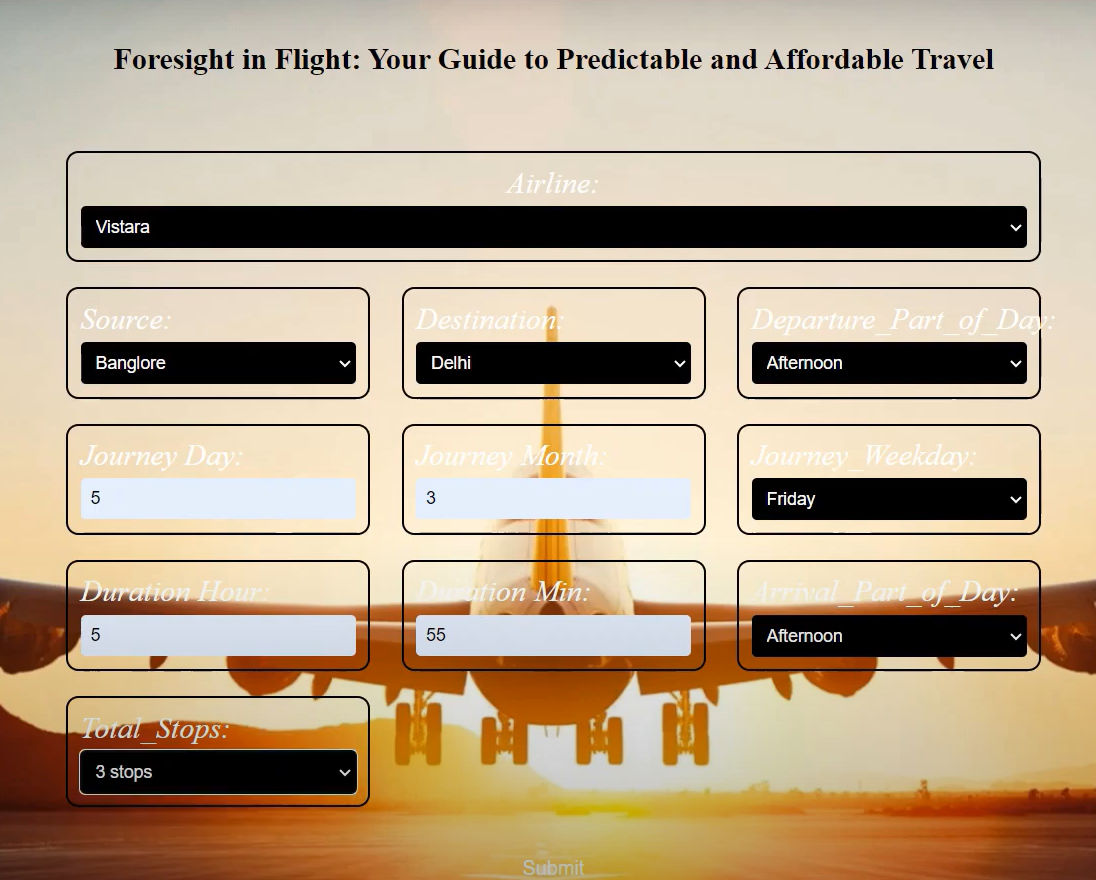 Foresight in Flight: Your Guide to Predictable and Affordable Travel
Airline:
Vistara
Source:
Destination:
Departure_Part_of_Day:
Banglore
Delhi
Afternoon
Journey Day:
Journey Month:
Journey_Weekday:
5
3
Friday
Duration Hour:
Duration Min:
Arrival_Part_of_Day:
5
55
Afternoon
Total_Stops:
3 stops
Submit